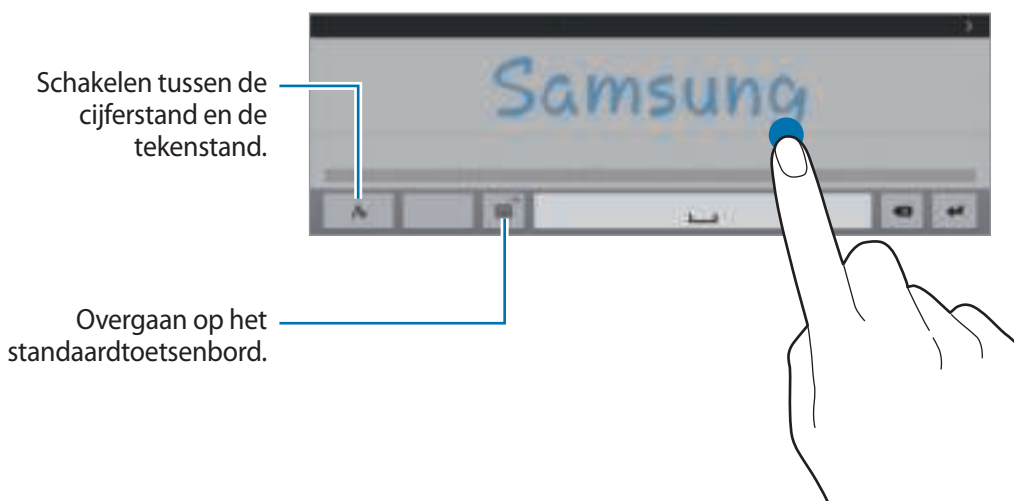 Samsung
Schakelen tussen de
cijferstand en de
tekenstand.
Overgaan op het
standaardtoetsenbord.